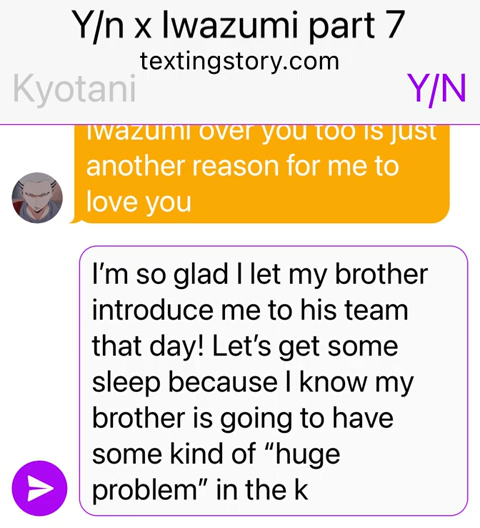 Y/n x Iwazumi part 7
textingstory.com
Kyotani
Y/N
Iwazumi over you too is just
another reason for me to
love you
I'm so glad I let my brother
introduce me to his team
that day! Let's get some
sleep because I know my
brother is going to have
some kind of “huge
problem” in the k